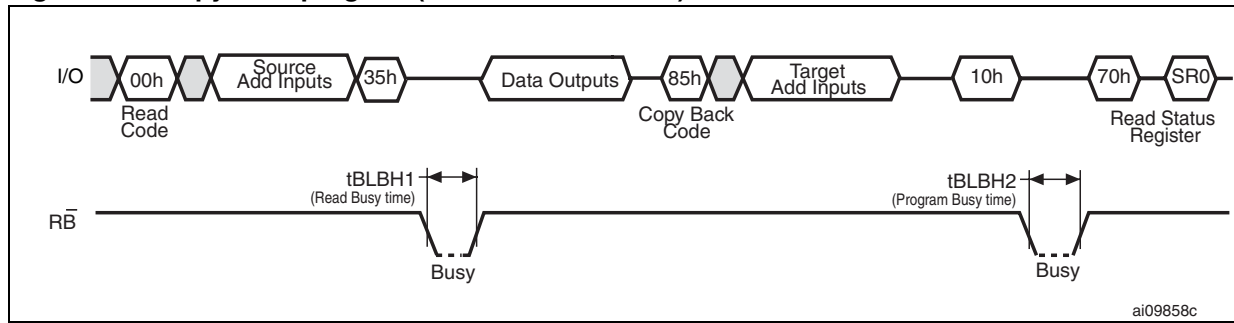 I/O
00h
Source
Add Inputs
35h
Data Outputs
85h
Target
Add Inputs
10h
70h
SR0
Read
Code
Copy Back
Code
Read Status
Register
tBLBH1
(Read Busy time)
tBLBH2
(Program Busy time)
RB̅
Busy
Busy
ai09858c